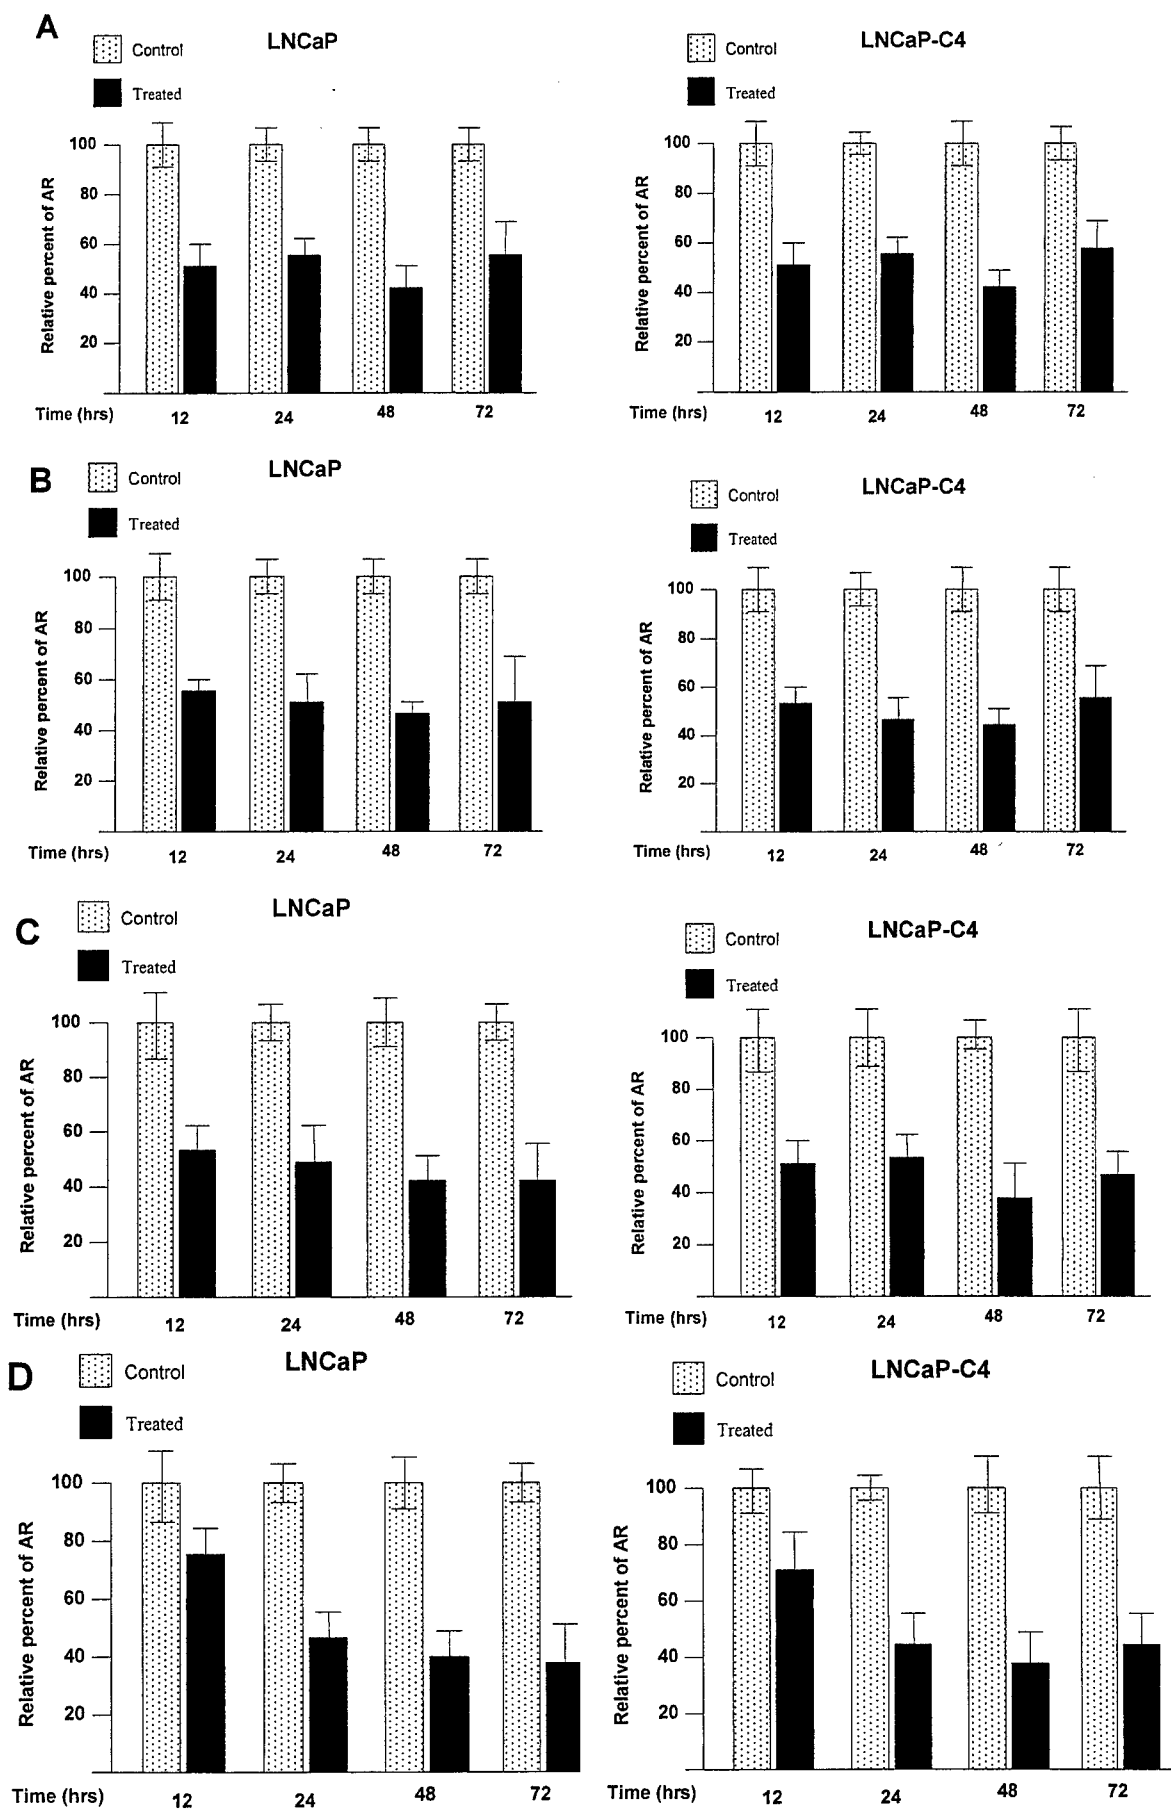 A
Control
LNCaP
Treated
Relative percent of AR
100
80
60
40
20
Time (hrs)
12
24
48
72
LNCaP-C4
Control
Treated
Relative percent of AR
100
80
60
40
20
Time (hrs)
12
24
48
72
B
Control
LNCaP
Treated
Relative percent of AR
100
80
60
40
20
Time (hrs)
12
24
48
72
LNCaP-C4
Control
Treated
Relative percent of AR
100
80
60
40
20
Time (hrs)
12
24
48
72
C
Control
LNCaP
Treated
Relative percent of AR
100
80
60
40
20
Time (hrs)
12
24
48
72
LNCaP-C4
Control
Treated
Relative percent of AR
100
80
60
40
20
Time (hrs)
12
24
48
72
D
Control
LNCaP
Treated
Relative percent of AR
100
80
60
40
20
Time (hrs)
12
24
48
72
LNCaP-C4
Control
Treated
Relative percent of AR
100
80
60
40
20
Time (hrs)
12
24
48
72